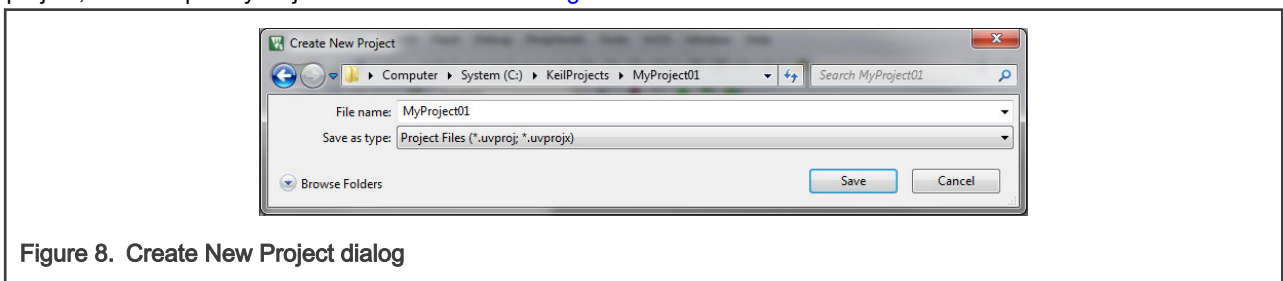 Create New Project
Computer System (C:) KeilProjects MyProject01 Search MyProject01
File name: MyProject01
Save as type: Project Files (*.uvproj; *.uvprojx)
Browse Folders Save Cancel
Figure 8. Create New Project dialog